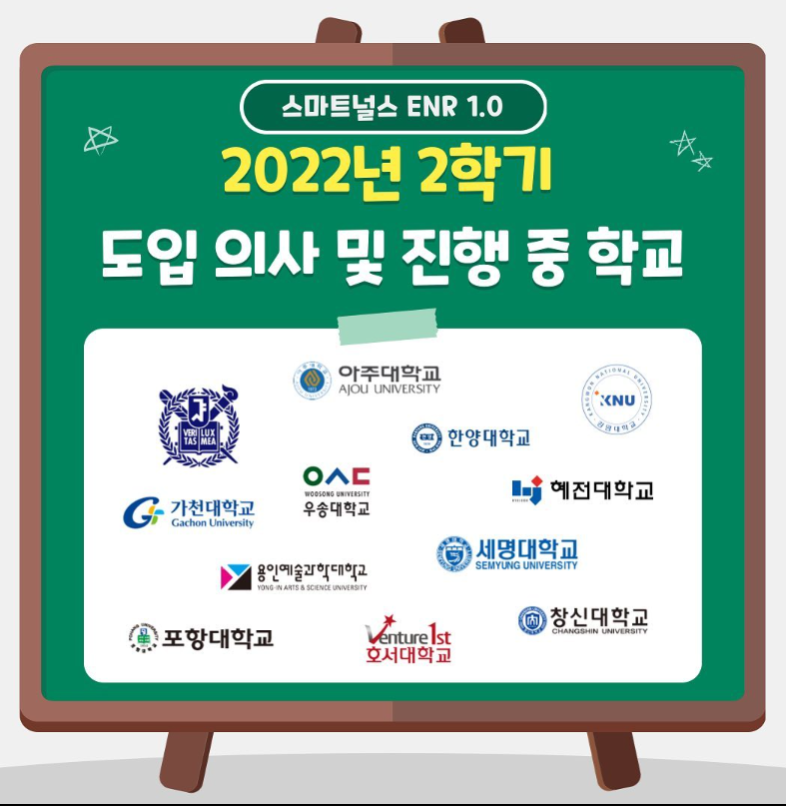 스마트널스 ENR 1.0
2022년 2학기
도입 의사 및 진행 중 학교
아주대학교
AJOU UNIVERSITY
VERI LUX
TAS MEA
KANGWON NATIONAL UNIVERSITY
KNU
강원대학교
한양대학교
WOOSONG UNIVERSITY
우송대학교
가천대학교
Gachon University
혜전대학교
세명대학교
SEMYUNG UNIVERSITY
용인예술과학대학교
YONG-IN ARTS & SCIENCE UNIVERSITY
창신대학교
CHANGSHIN UNIVERSITY
포항대학교
Venture 1st
호서대학교